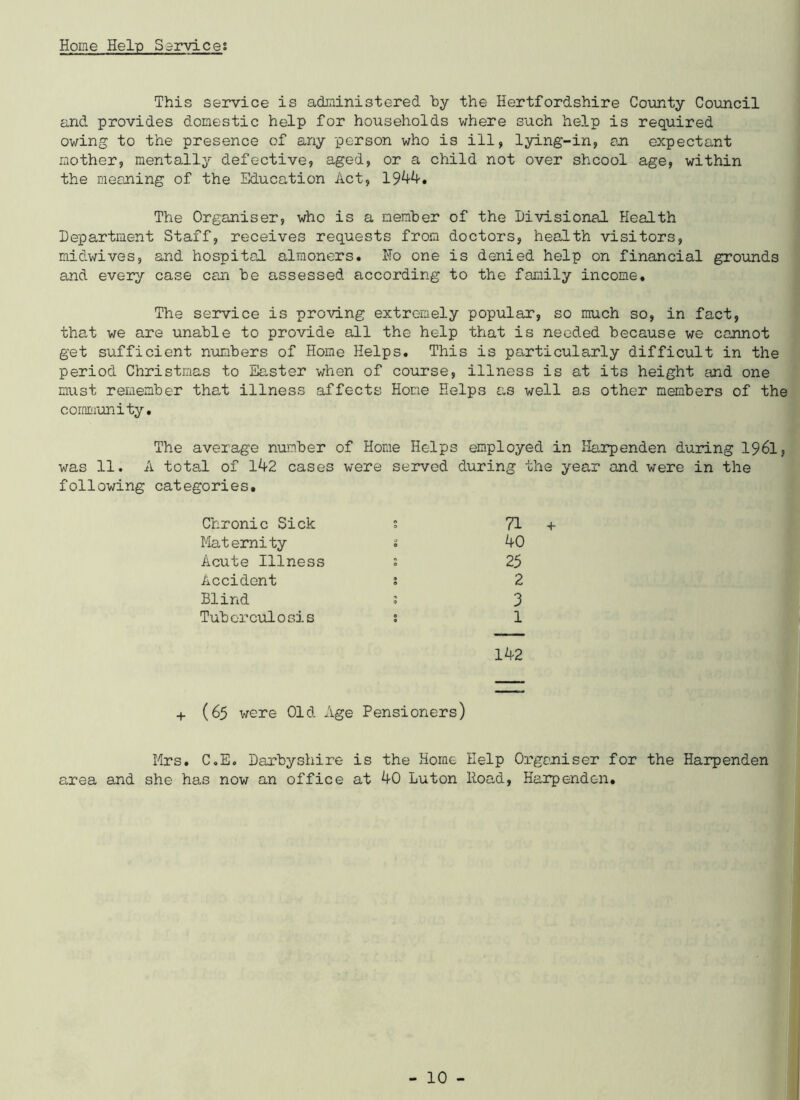 Home Help Services
This service is administered by the Hertfordshire County Council
and provides domestic help for households where such help is required
owing to the presence of any person who is ill, lying-in, an expectant
mother, mentally defective, aged, or a child not over shcool age, within
the meaning of the Education Act, 1944.
The Organiser, who is a member of the Divisional Health
Department Staff, receives requests from doctors, health visitors,
midwives, and hospital almoners. No one is denied help on financial grounds
and every case can be assessed according to the family income.
The service is proving extremely popular, so much so, in fact,
that we are unable to provide all the help that is needed because we cannot
get sufficient numbers of Home Helps. This is particularly difficult in the
period Christmas to Easter when of course, illness is at its height and one
must remember that illness affects Home Helps as well as other members of the
community.
The average number of Home Helps employed in Harpenden during 1961,
was 11. A total of 142 cases were served during the year and were in the
following categories.
Chronic Sick : 71 +
Maternity : 40
Acute Illness : 25
Accident : 2
Blind : 3
Tuberculosis : 1
142
+ (65 were Old Age Pensioners)
Mrs. C.E. Darbyshire is the Home Help Organiser for the Harpenden
area and she has now an office at 40 Luton Road, Harpenden.
- 10 -